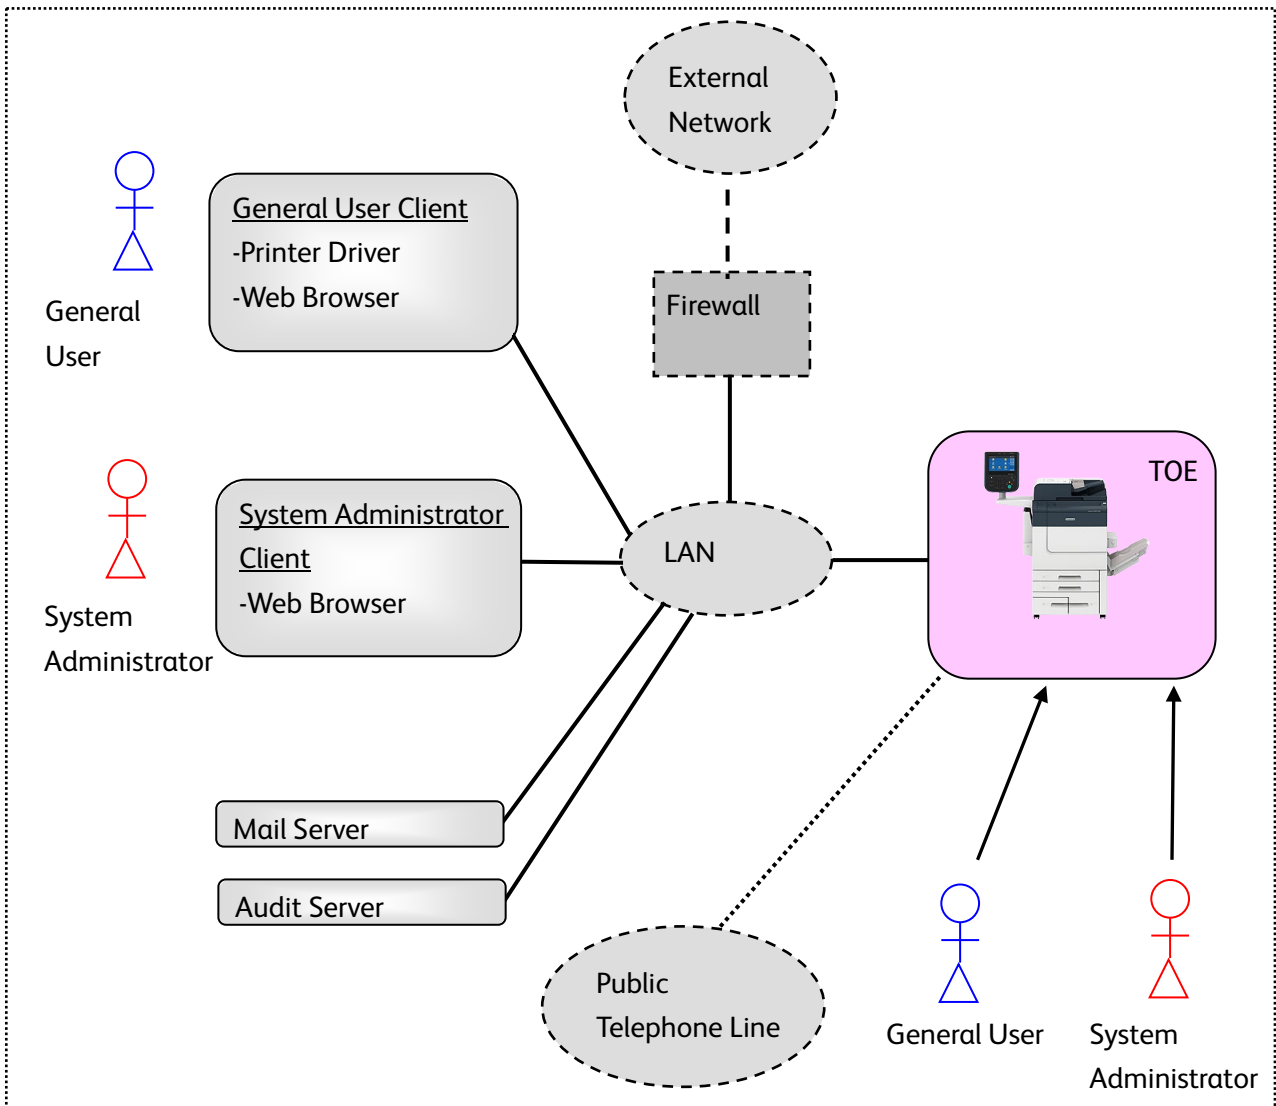 External
Network
General User Client
-Printer Driver
-Web Browser
General
User
Firewall
TOE
System Administrator
Client
-Web Browser
LAN
System
Administrator
Mail Server
Audit Server
Public
Telephone Line
General User
System
Administrator